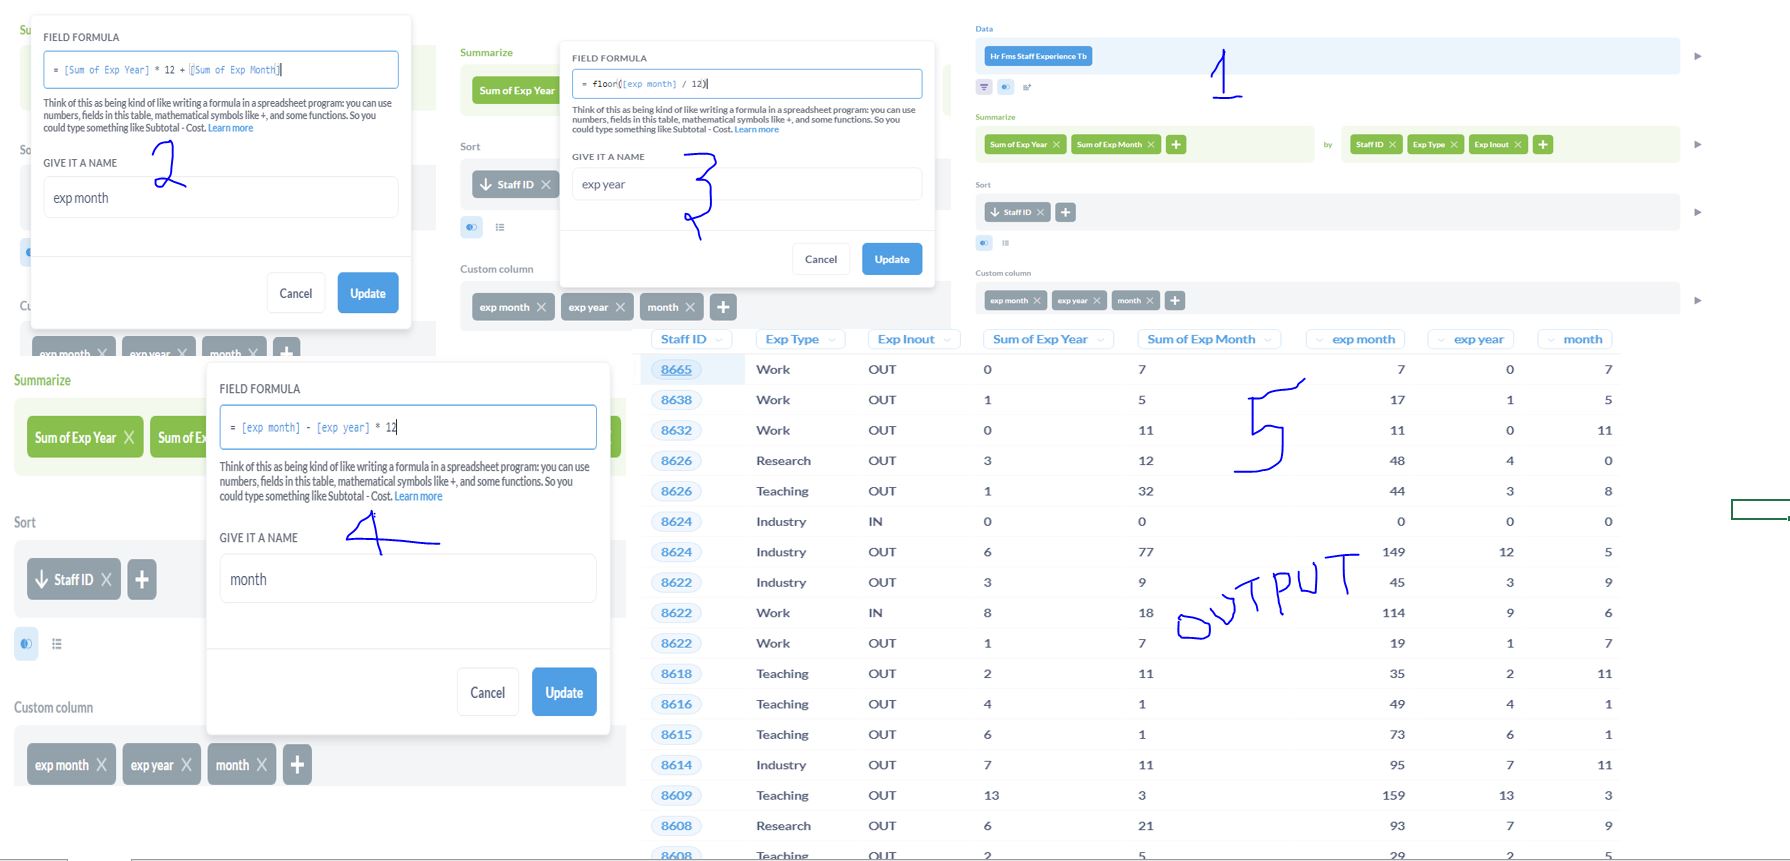 Su
FIELD FORMULA
= [Sum of Exp Year] * 12 + [Sum of Exp Month]
Think of this as being kind of like writing a formula in a spreadsheet program: you can use
numbers, fields in this table, mathematical symbols like +, and some functions. So you
could type something like Subtotal - Cost. Learn more
So
GIVE IT A NAME
2
exp month
Cancel Update
Cu
exp month X exp year X month X +
Summarize
Sum of Exp Year
FIELD FORMULA
= floor([exp month] / 12)
Think of this as being kind of like writing a formula in a spreadsheet program: you can use
numbers, fields in this table, mathematical symbols like +, and some functions. So you
could type something like Subtotal - Cost. Learn more
Sort
GIVE IT A NAME
3
Staff ID X
exp year
Cancel Update
Custom column
exp month X exp year X month X +
Data
Hr Fms Staff Experience Tb
1
Summarize
Sum of Exp Year X Sum of Exp Month X + by Staff ID X Exp Type X Exp Inout X +
Sort
Staff ID X +
Custom column
exp month X exp year X month X +
Summarize
Sum of Exp Year X Sum of Ex
FIELD FORMULA
= [exp month] - [exp year] * 12
Think of this as being kind of like writing a formula in a spreadsheet program: you can use
numbers, fields in this table, mathematical symbols like +, and some functions. So you
could type something like Subtotal - Cost. Learn more
Sort
GIVE IT A NAME
4
Staff ID X +
month
Cancel Update
Custom column
exp month X exp year X month X +
Staff ID Exp Type Exp Inout Sum of Exp Year Sum of Exp Month exp month exp year month
8665 Work OUT 0 7 7 0 7
8638 Work OUT 1 5 17 1 5
8632 Work OUT 0 11 11 0 11
8626 Research OUT 3 12 48 4 0
8626 Teaching OUT 1 32 44 3 8
8624 Industry IN 0 0 0 0 0
8624 Industry OUT 6 77 149 12 5
8622 Industry OUT 3 9 45 3 9
8622 Work IN 8 18 114 9 6
8622 Work OUT 1 7 19 1 7
8618 Teaching OUT 2 11 35 2 11
8616 Teaching OUT 4 1 49 4 1
8615 Teaching OUT 6 1 73 6 1
8614 Industry OUT 7 11 95 7 11
8609 Teaching OUT 13 3 159 13 3
8608 Research OUT 6 21 93 7 9
8608 Teaching OUT 2 5 29 2 5
5
OUTPUT